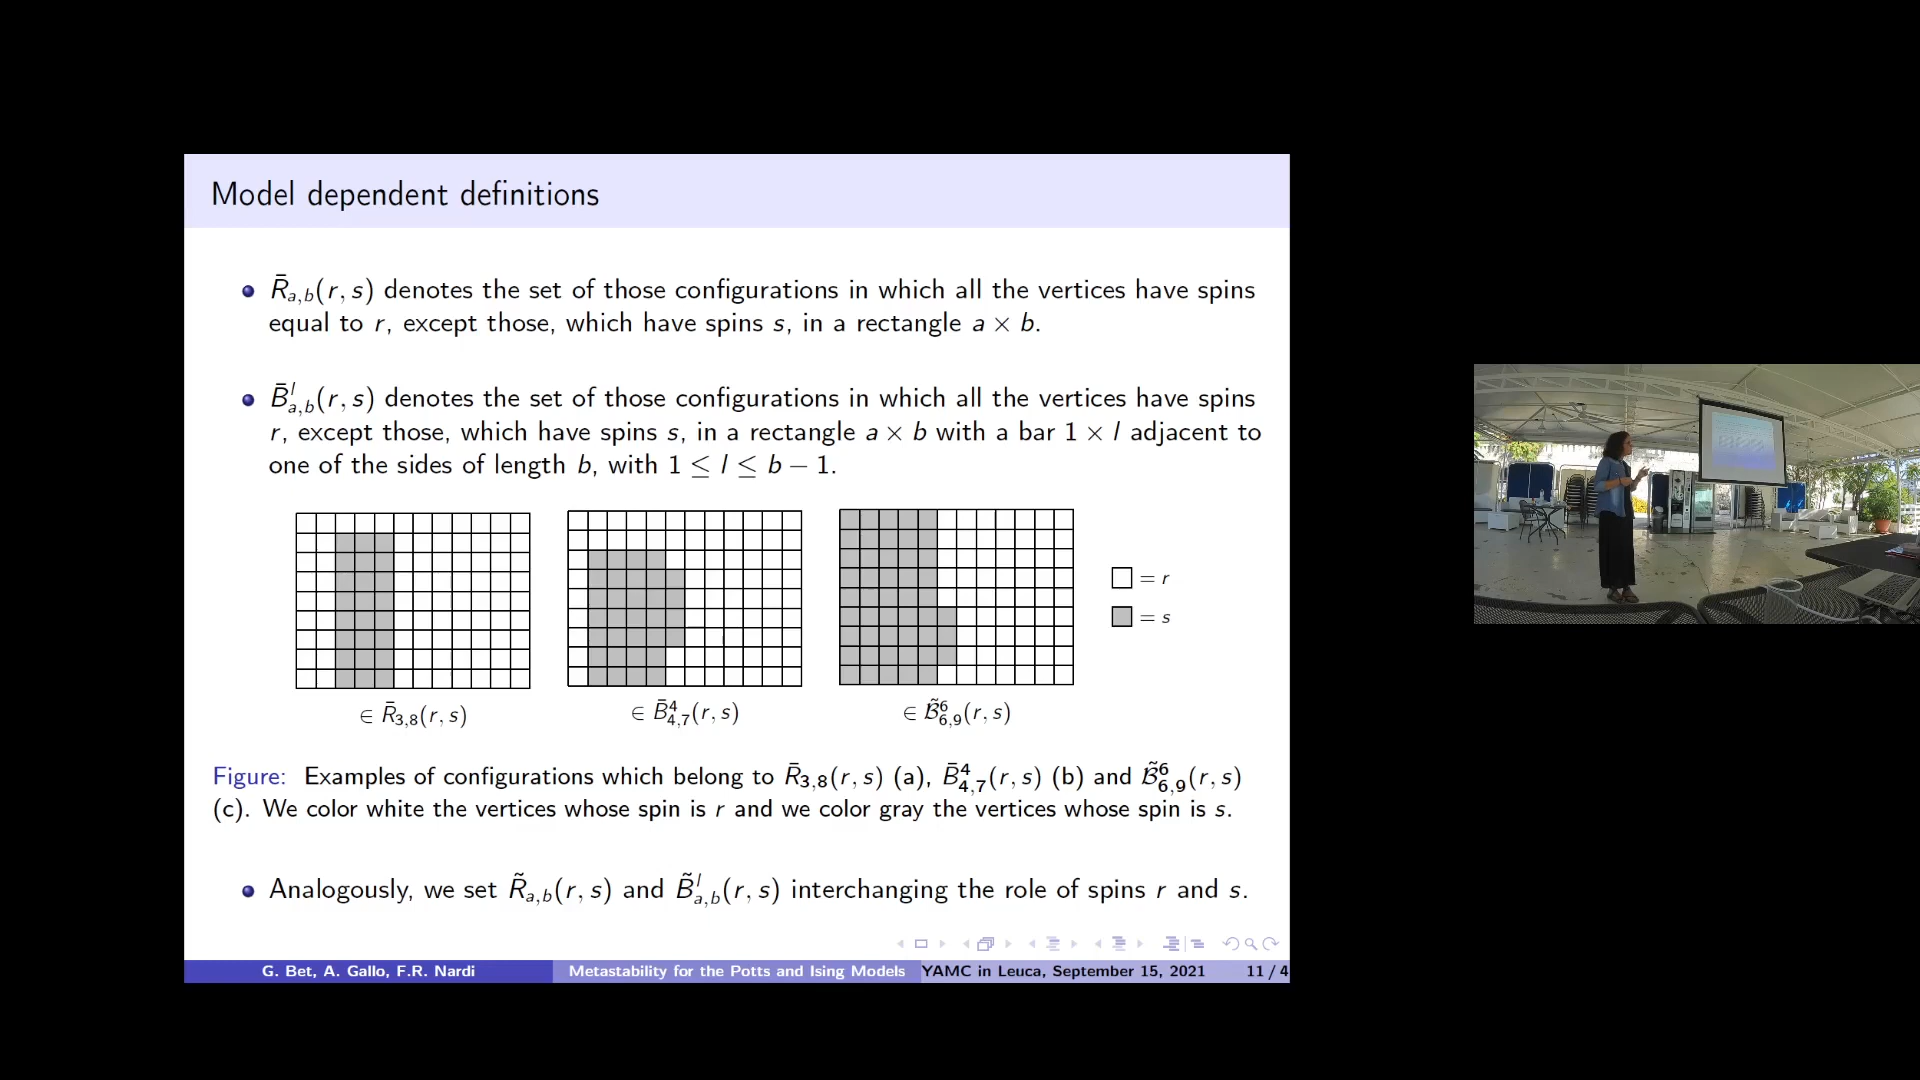 Model dependent definitions
R̄a,b(r, s) denotes the set of those configurations in which all the vertices have spins
equal to r, except those, which have spins s, in a rectangle a × b.
B̄ˡa,b(r, s) denotes the set of those configurations in which all the vertices have spins
r, except those, which have spins s, in a rectangle a × b with a bar 1 × l adjacent to
one of the sides of length b, with 1 ≤ l ≤ b − 1.
= r
= s
∈ R̄3,8(r, s) ∈ B̄⁴4,7(r, s) ∈ B̃⁶6,9(r, s)
Figure: Examples of configurations which belong to R̄3,8(r, s) (a), B̄⁴4,7(r, s) (b) and B̃⁶6,9(r, s)
(c). We color white the vertices whose spin is r and we color gray the vertices whose spin is s.
Analogously, we set R̃a,b(r, s) and B̃ˡa,b(r, s) interchanging the role of spins r and s.
G. Bet, A. Gallo, F.R. Nardi Metastability for the Potts and Ising Models YAMC in Leuca, September 15, 2021 11 / 4